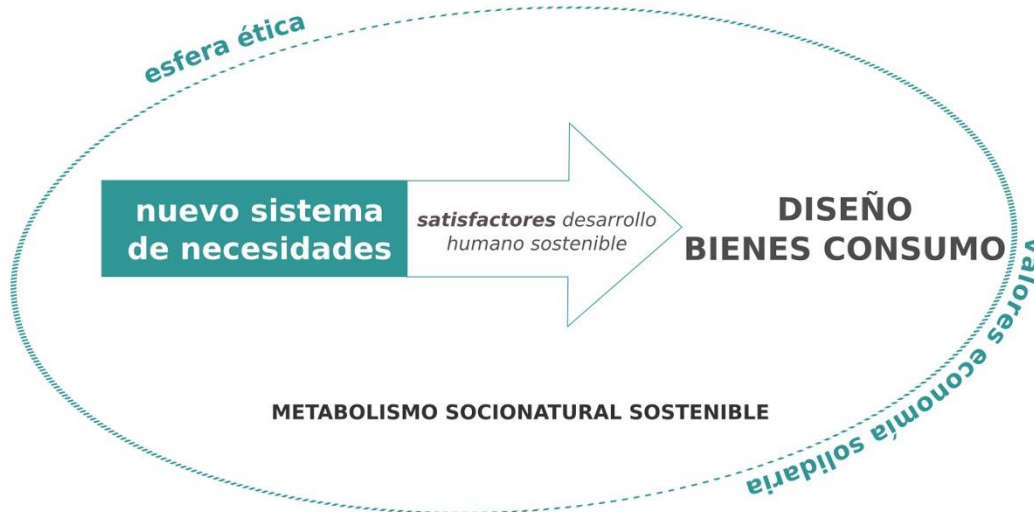 esfera ética
nuevo sistema
de necesidades
satisfactores desarrollo
humano sostenible
DISEÑO
BIENES CONSUMO
valores economía solidaria
METABOLISMO SOCIONATURAL SOSTENIBLE